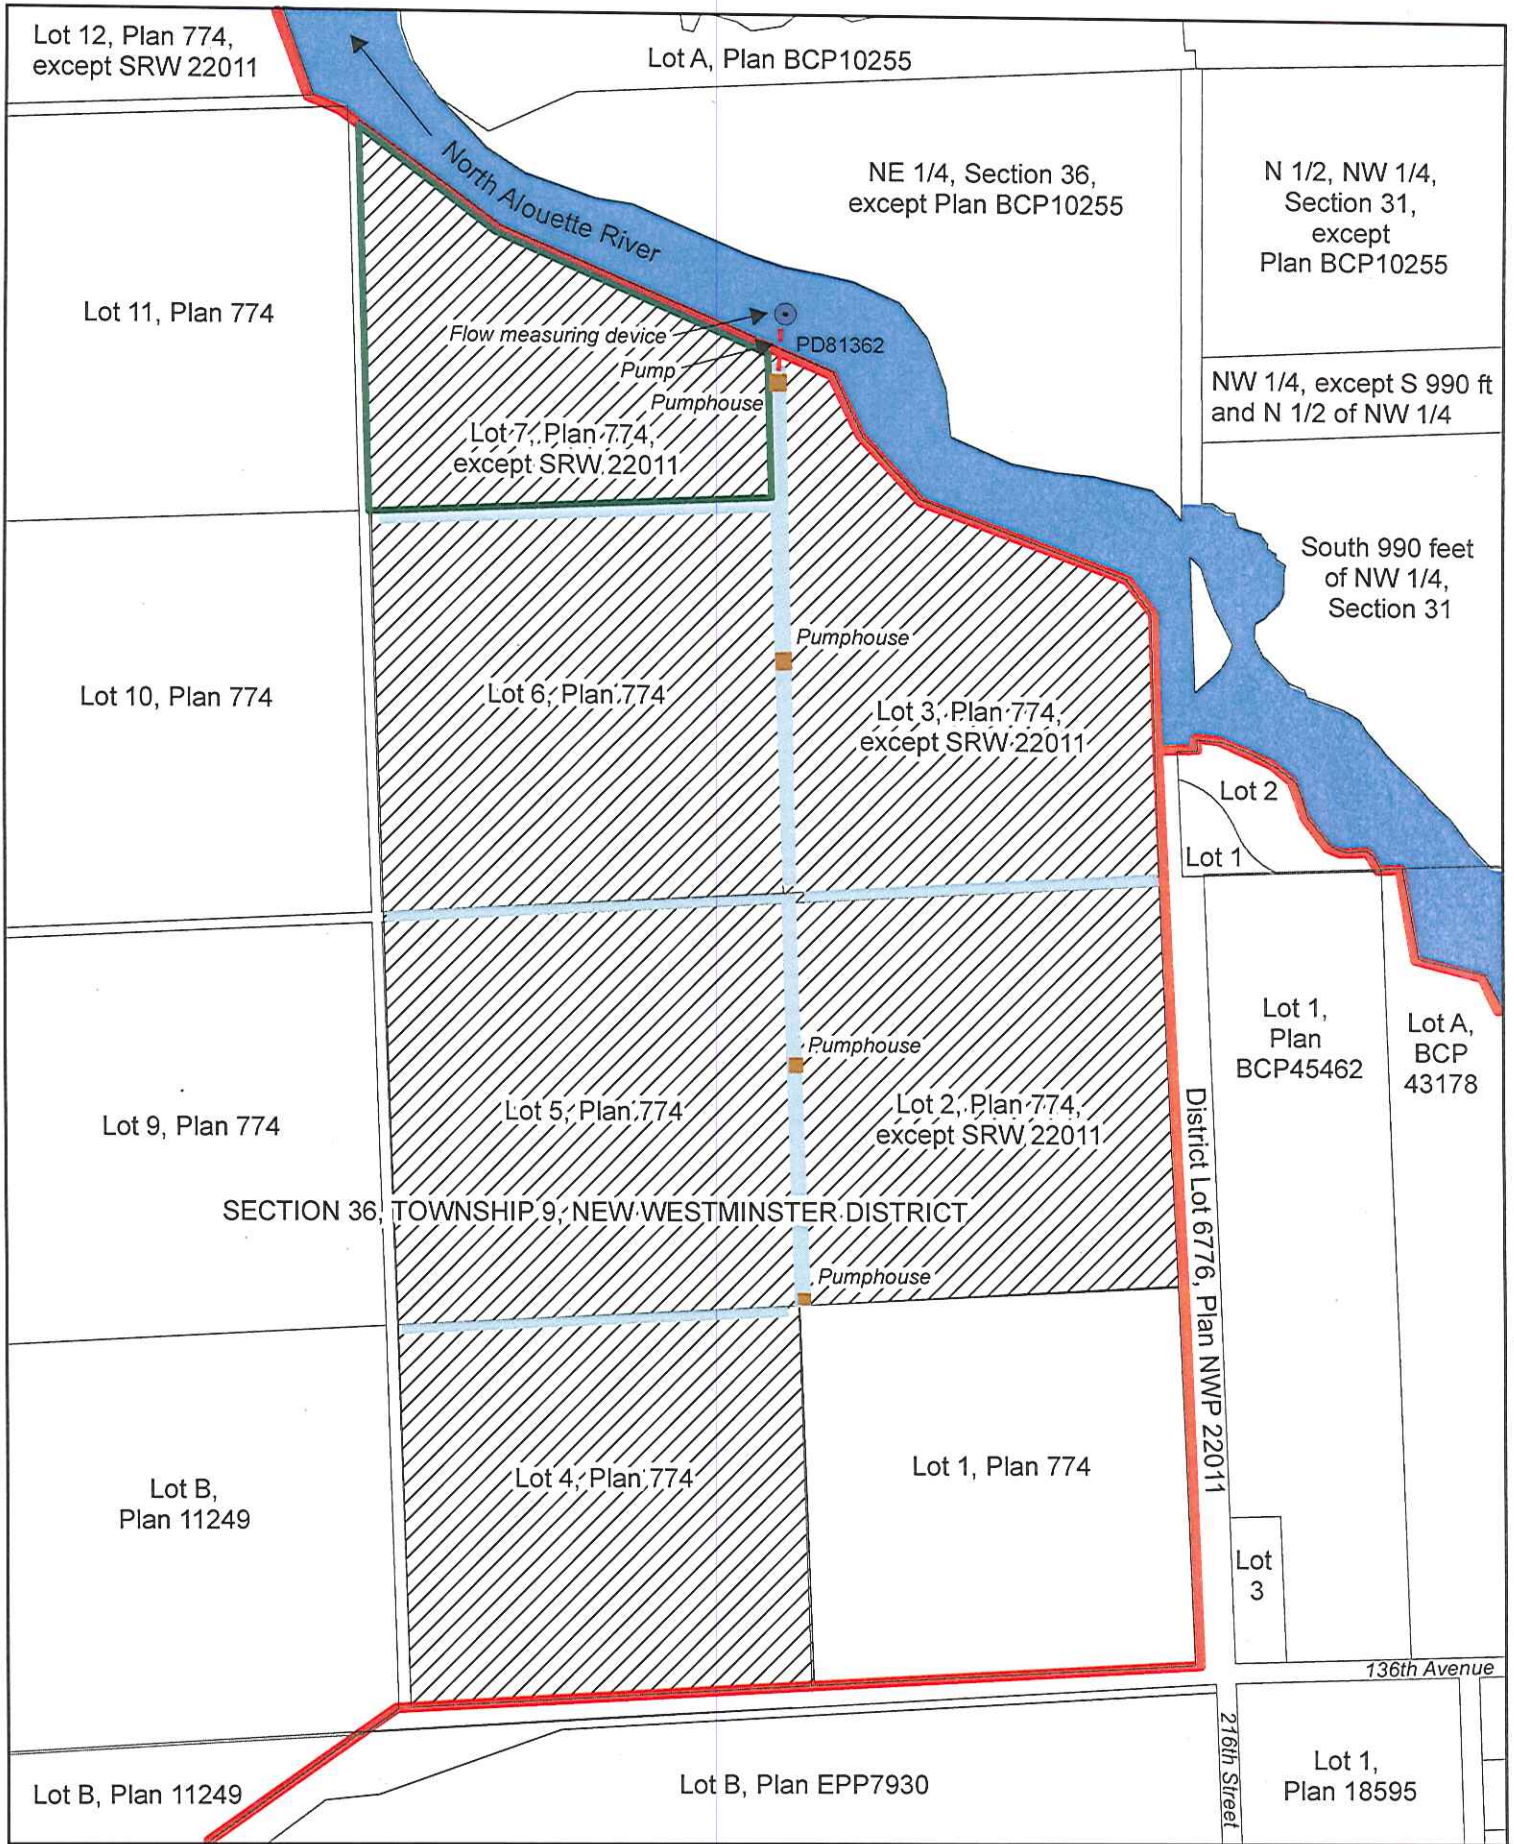 Lot 12, Plan 774,
except SRW 22011
Lot A, Plan BCP10255
North Alouette River
NE 1/4, Section 36,
except Plan BCP10255
N 1/2, NW 1/4,
Section 31,
except
Plan BCP10255
Lot 11, Plan 774
Flow measuring device
PD81362
Pump
Pumphouse
NW 1/4, except S 990 ft
and N 1/2 of NW 1/4
Lot 7, Plan 774,
except SRW 22011
South 990 feet
of NW 1/4,
Section 31
Pumphouse
Lot 10, Plan 774
Lot 6, Plan 774
Lot 3, Plan 774,
except SRW 22011
Lot 2
Lot 1
Lot 1,
Plan
BCP45462
Lot A,
BCP
43178
Pumphouse
Lot 9, Plan 774
Lot 5, Plan 774
Lot 2, Plan 774,
except SRW 22011
District Lot 6776, Plan NWP 22011
SECTION 36, TOWNSHIP 9, NEW WESTMINSTER DISTRICT
Pumphouse
Lot B,
Plan 11249
Lot 4, Plan 774
Lot 1, Plan 774
Lot
3
136th Avenue
216th Street
Lot B, Plan 11249
Lot B, Plan EPP7930
Lot 1,
Plan 18595